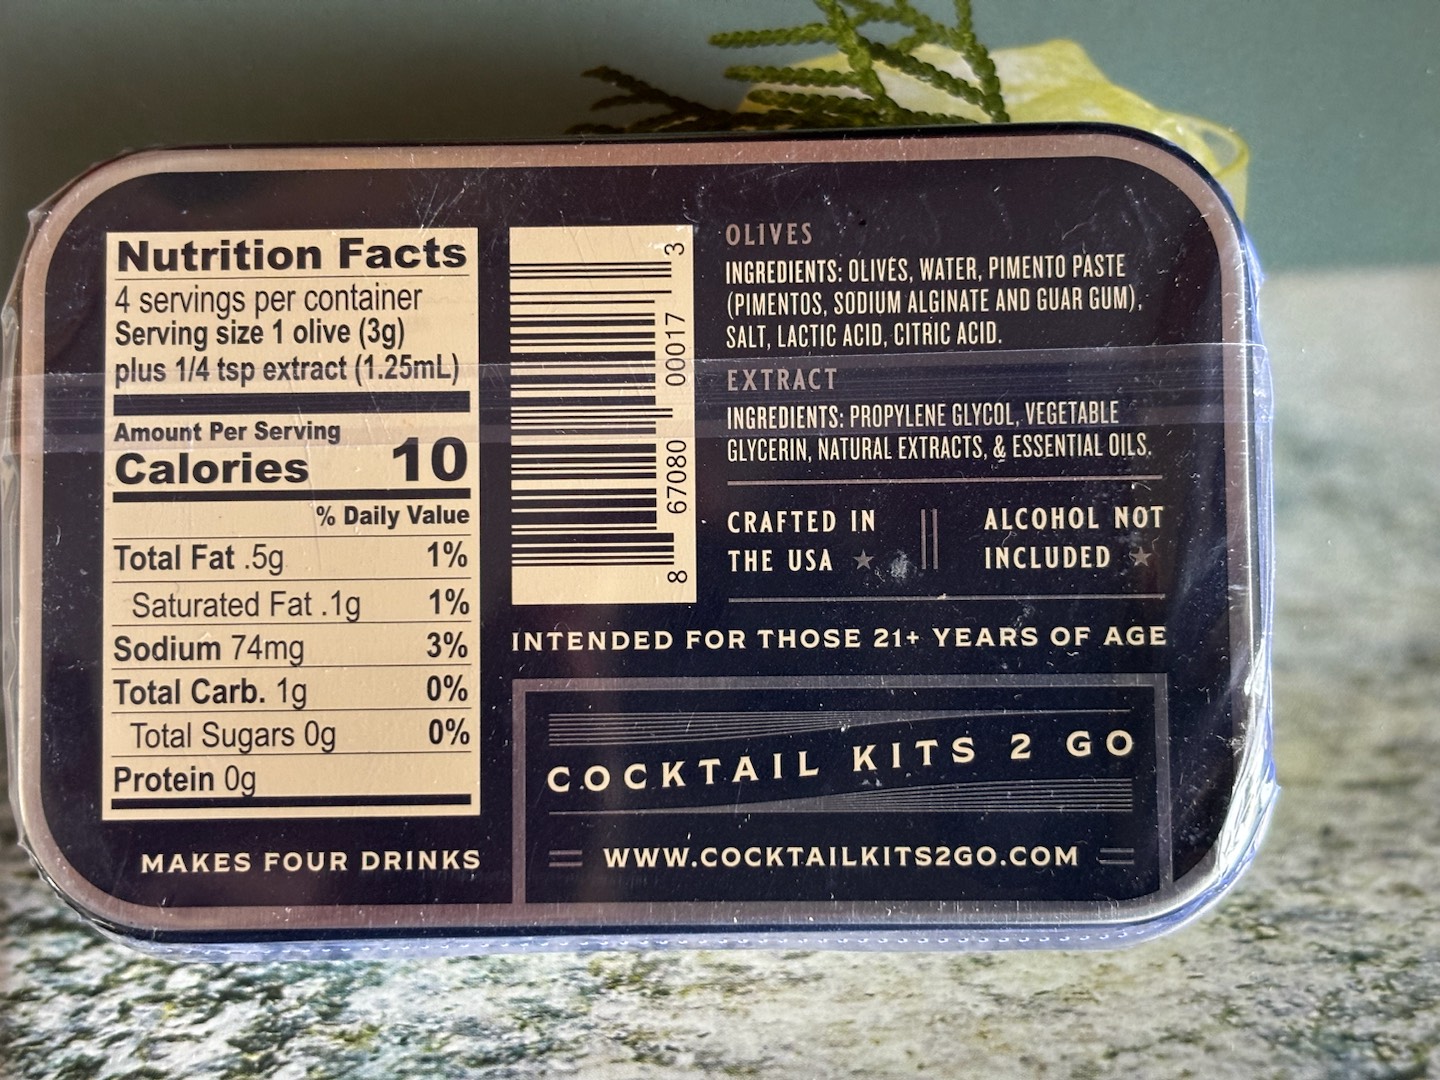 Nutrition Facts
4 servings per container
Serving size 1 olive (3g)
plus 1/4 tsp extract (1.25mL)
Amount Per Serving
Calories 10
% Daily Value
Total Fat .5g 1%
Saturated Fat .1g 1%
Sodium 74mg 3%
Total Carb. 1g 0%
Total Sugars 0g 0%
Protein 0g
MAKES FOUR DRINKS
8 67080 00017 3
OLIVES
INGREDIENTS: OLIVES, WATER, PIMENTO PASTE
(PIMENTOS, SODIUM ALGINATE AND GUAR GUM),
SALT, LACTIC ACID, CITRIC ACID.
EXTRACT
INGREDIENTS: PROPYLENE GLYCOL, VEGETABLE
GLYCERIN, NATURAL EXTRACTS, & ESSENTIAL OILS.
CRAFTED IN
THE USA
ALCOHOL NOT
INCLUDED
INTENDED FOR THOSE 21+ YEARS OF AGE
COCKTAIL KITS 2 GO
WWW.COCKTAILKITS2GO.COM